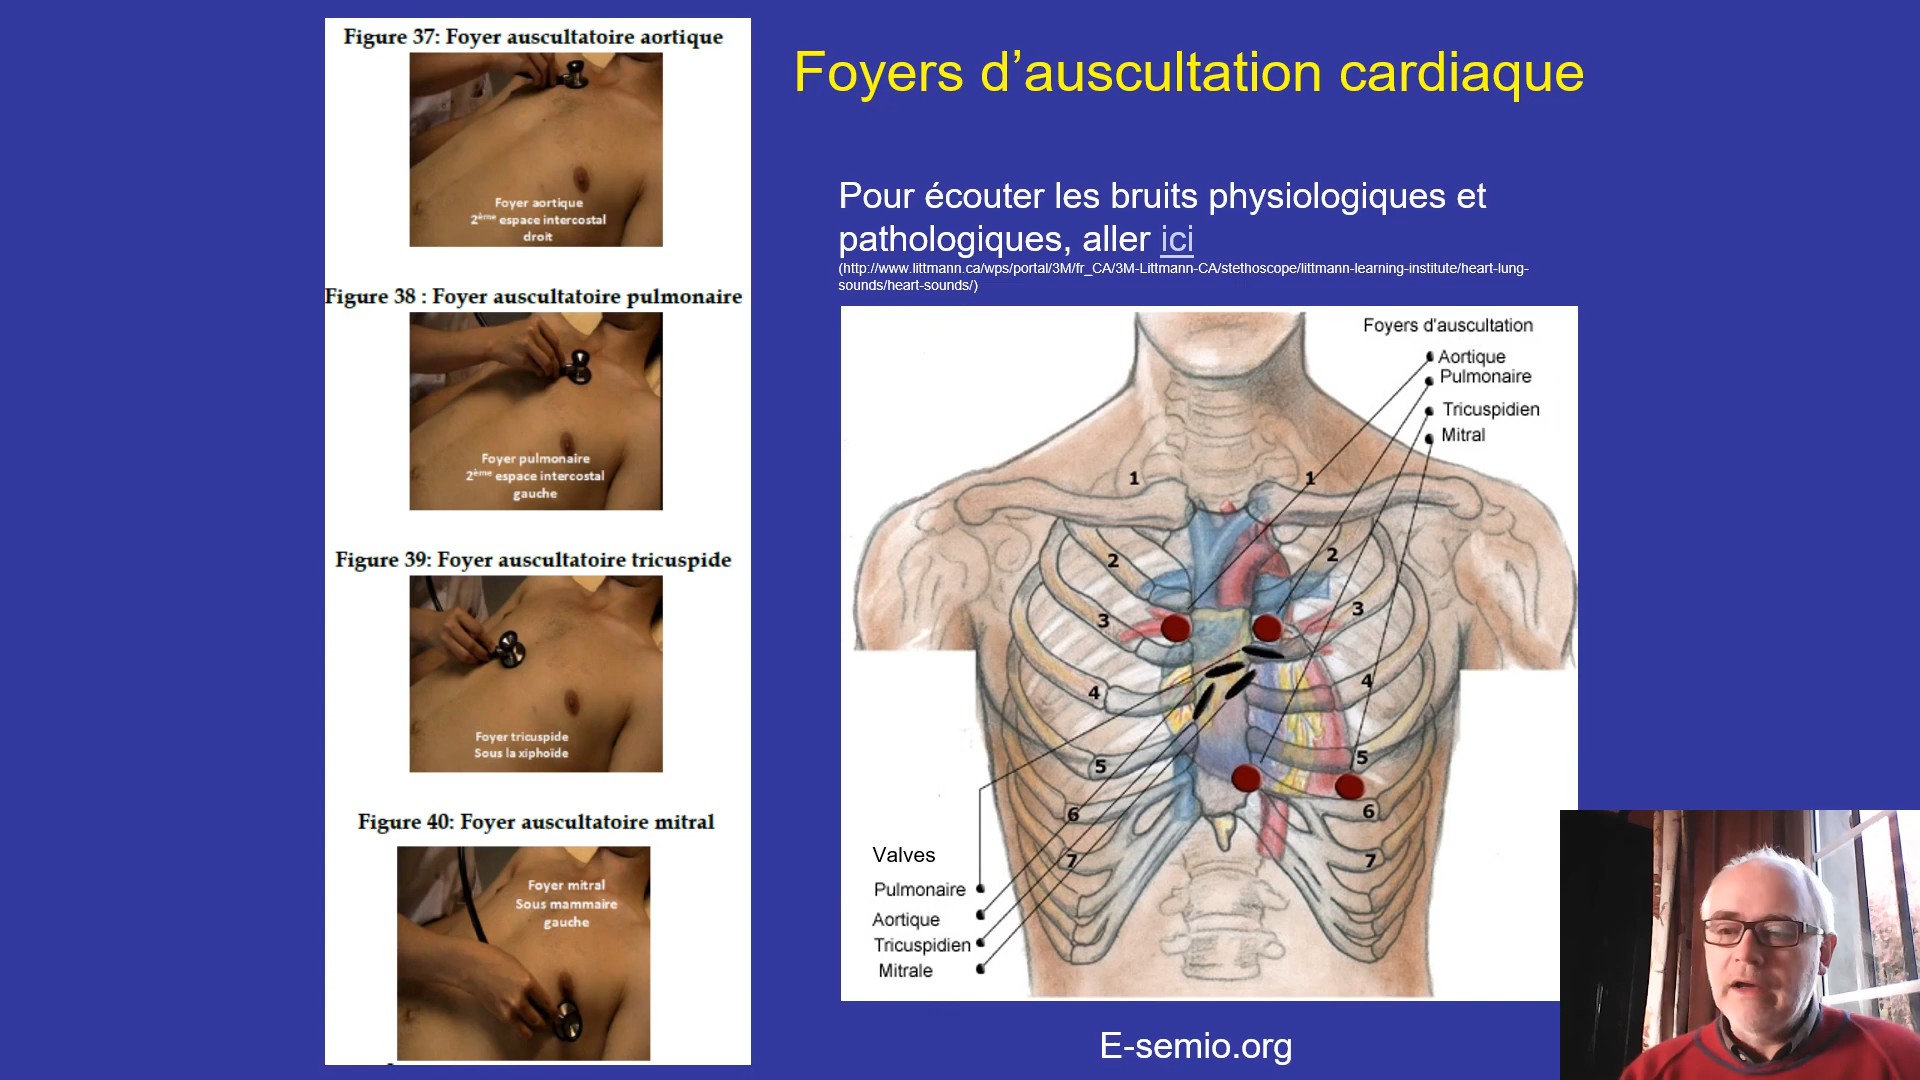 Figure 37: Foyer auscultatoire aortique
Foyer aortique
2ème espace intercostal
droit
Figure 38 : Foyer auscultatoire pulmonaire
Foyer pulmonaire
2ème espace intercostal
gauche
Figure 39: Foyer auscultatoire tricuspide
Foyer tricuspide
Sous la xiphoïde
Figure 40: Foyer auscultatoire mitral
Foyer mitral
Sous mammaire
gauche
Foyers d’auscultation cardiaque
Pour écouter les bruits physiologiques et
pathologiques, aller ici
(http://www.littmann.ca/wps/portal/3M/fr_CA/3M-Littmann-CA/stethoscope/littmann-learning-institute/heart-lung-
sounds/heart-sounds/)
Foyers d'auscultation
Aortique
Pulmonaire
Tricuspidien
Mitral
1 1
2 2
3 3
4 4
5 5
6 6
7 7
Valves
Pulmonaire
Aortique
Tricuspidien
Mitrale
E-semio.org